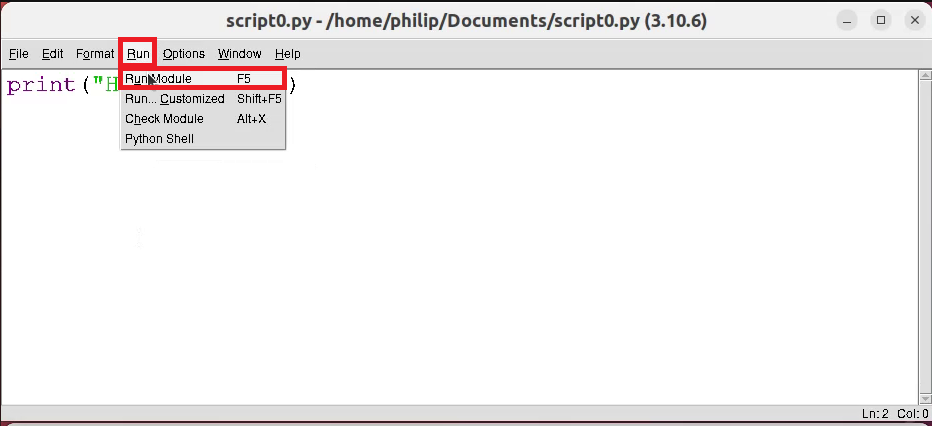 script0.py - /home/philip/Documents/script0.py (3.10.6)
File Edit Format Run Options Window Help
print("H )
Run Module F5
Run... Customized Shift+F5
Check Module Alt+X
Python Shell
Ln: 2 Col: 0